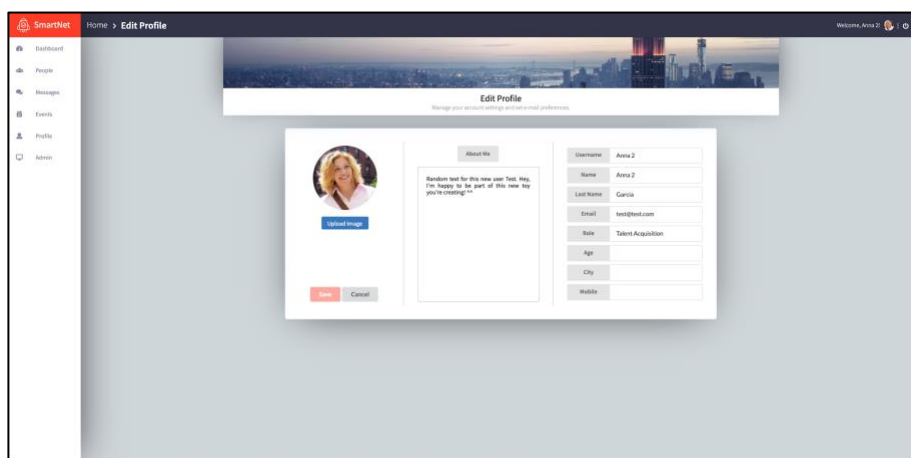 SmartNet
Home > Edit Profile
Welcome, Anna 2! |
Dashboard
People
Messages
Events
Profile
Admin
Edit Profile
Manage your account settings and set e-mail preferences.
Upload Image
Save
Cancel
About Me
Random text for this new user Test. Hey,
I'm happy to be part of this new toy
you're creating! ^^
Username Anna 2
Name Anna 2
Last Name Garcia
Email test@test.com
Role Talent Acquisition
Age
City
Mobile